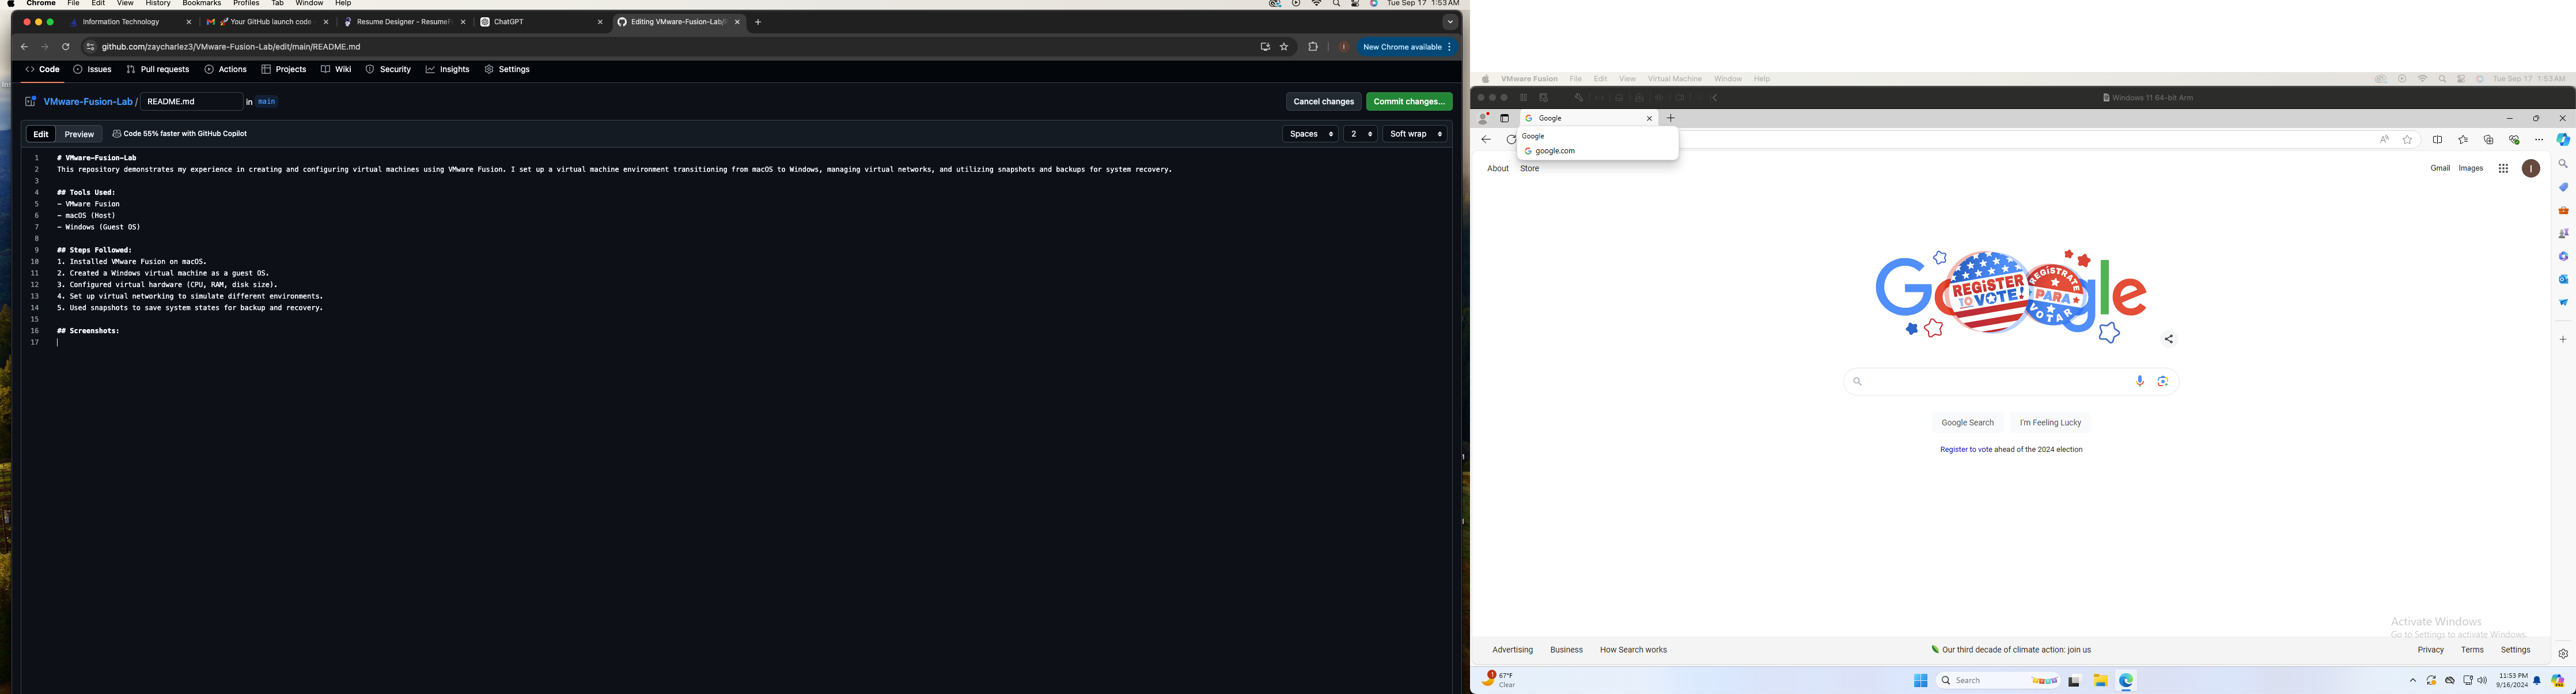 Chrome File Edit View History Bookmarks Profiles Tab Window Help
Tue Sep 17 1:53 AM
Information Technology
Your GitHub launch code
Resume Designer - Resume
ChatGPT
Editing VMware-Fusion-Lab/
github.com/zaycharlez3/VMware-Fusion-Lab/edit/main/README.md
New Chrome available
Code Issues Pull requests Actions Projects Wiki Security Insights Settings
VMware-Fusion-Lab / README.md in main
Cancel changes Commit changes...
Edit Preview Code 55% faster with GitHub Copilot
Spaces 2 Soft wrap
1 # VMware-Fusion-Lab
2 This repository demonstrates my experience in creating and configuring virtual machines using VMware Fusion. I set up a virtual machine environment transitioning from macOS to Windows, managing virtual networks, and utilizing snapshots and backups for system recovery.
3
4 ## Tools Used:
5 - VMware Fusion
6 - macOS (Host)
7 - Windows (Guest OS)
8
9 ## Steps Followed:
10 1. Installed VMware Fusion on macOS.
11 2. Created a Windows virtual machine as a guest OS.
12 3. Configured virtual hardware (CPU, RAM, disk size).
13 4. Set up virtual networking to simulate different environments.
14 5. Used snapshots to save system states for backup and recovery.
15
16 ## Screenshots:
17
VMware Fusion File Edit View Virtual Machine Window Help
Tue Sep 17 1:53 AM
Windows 11 64-bit Arm
Google
Google
google.com
About Store
Gmail Images
I
Google
REGISTER TO VOTE!
REGÍSTRATE PARA VOTAR
Google Search I'm Feeling Lucky
Register to vote ahead of the 2024 election
Activate Windows
Go to Settings to activate Windows.
Advertising Business How Search works
Our third decade of climate action: join us
Privacy Terms Settings
1
67°F
Clear
Search
11:53 PM
9/16/2024